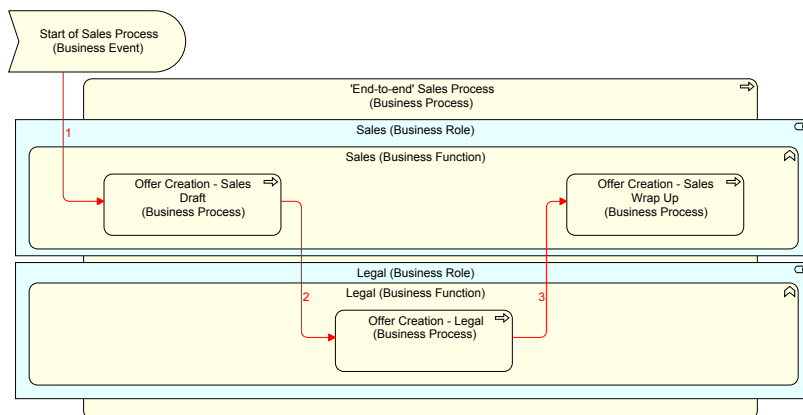 Start of Sales Process
(Business Event)
'End-to-end' Sales Process
(Business Process)
1
Sales (Business Role)
Sales (Business Function)
Offer Creation - Sales
Draft
(Business Process)
Offer Creation - Sales
Wrap Up
(Business Process)
Legal (Business Role)
Legal (Business Function)
2
3
Offer Creation - Legal
(Business Process)